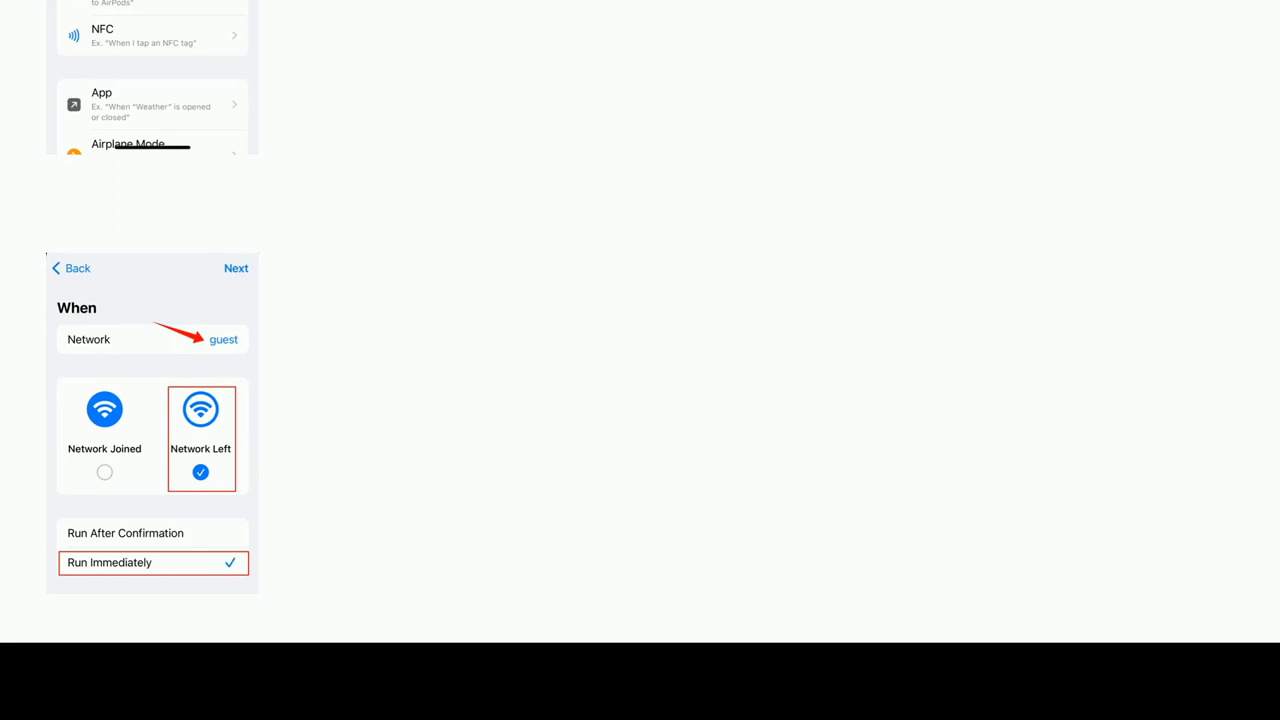 to AirPods"
NFC
Ex. "When I tap an NFC tag"
App
Ex. "When "Weather" is opened
or closed"
Airplane Mode
Back
Next
When
Network
guest
Network Joined
Network Left
Run After Confirmation
Run Immediately